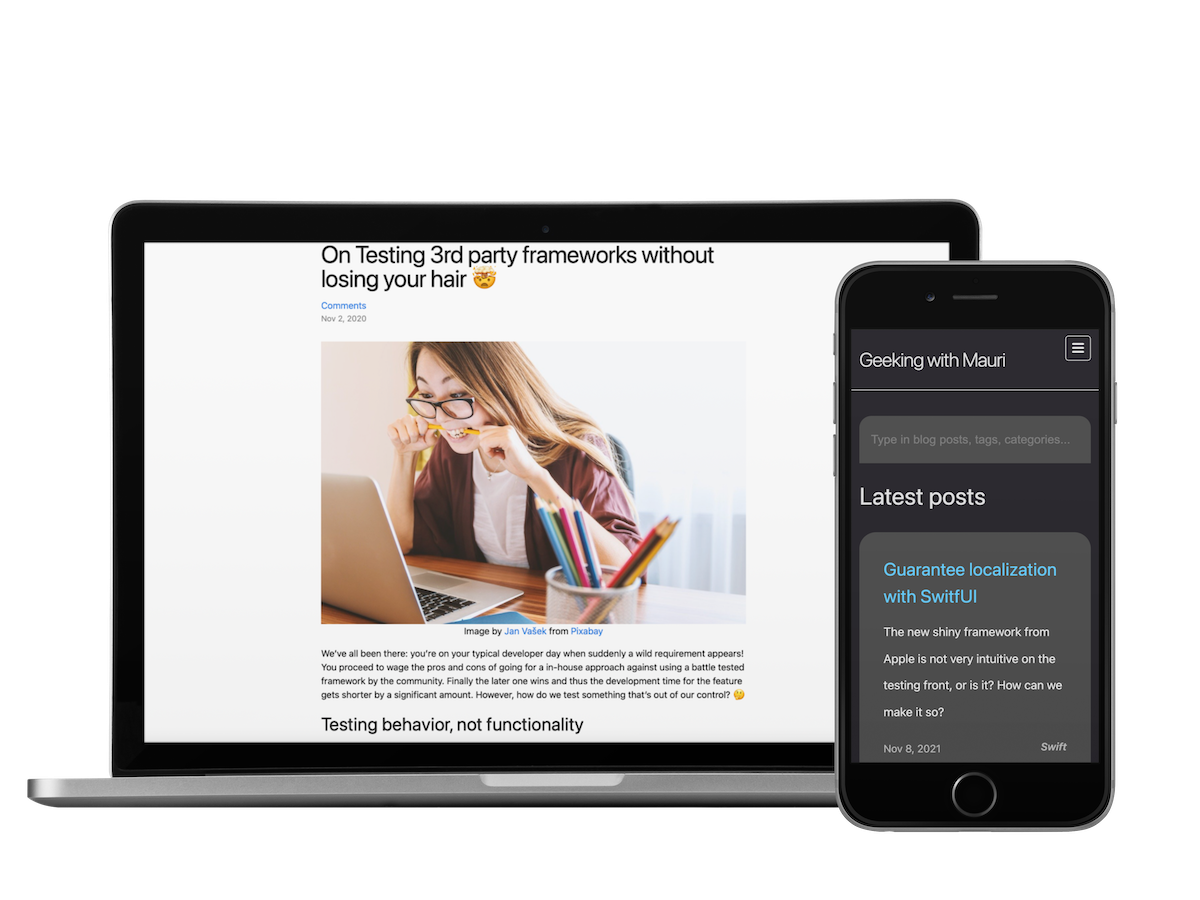 On Testing 3rd party frameworks without
losing your hair 🤯
Comments
Nov 2, 2020
Image by Jan Vašek from Pixabay
We've all been there: you're on your typical developer day when suddenly a wild requirement appears!
You proceed to wage the pros and cons of going for a in-house approach against using a battle tested
framework by the community. Finally the later one wins and thus the development time for the feature
gets shorter by a significant amount. However, how do we test something that's out of our control? 🤔
Testing behavior, not functionality
Geeking with Mauri
Type in blog posts, tags, categories...
Latest posts
Guarantee localization
with SwitfUI
The new shiny framework from
Apple is not very intuitive on the
testing front, or is it? How can we
make it so?
Nov 8, 2021
Swift